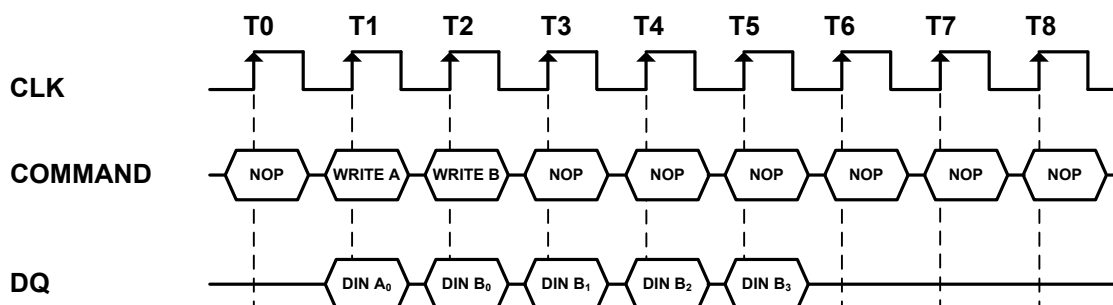 T0 T1 T2 T3 T4 T5 T6 T7 T8
CLK
COMMAND NOP WRITE A WRITE B NOP NOP NOP NOP NOP NOP
DQ DIN A₀ DIN B₀ DIN B₁ DIN B₂ DIN B₃